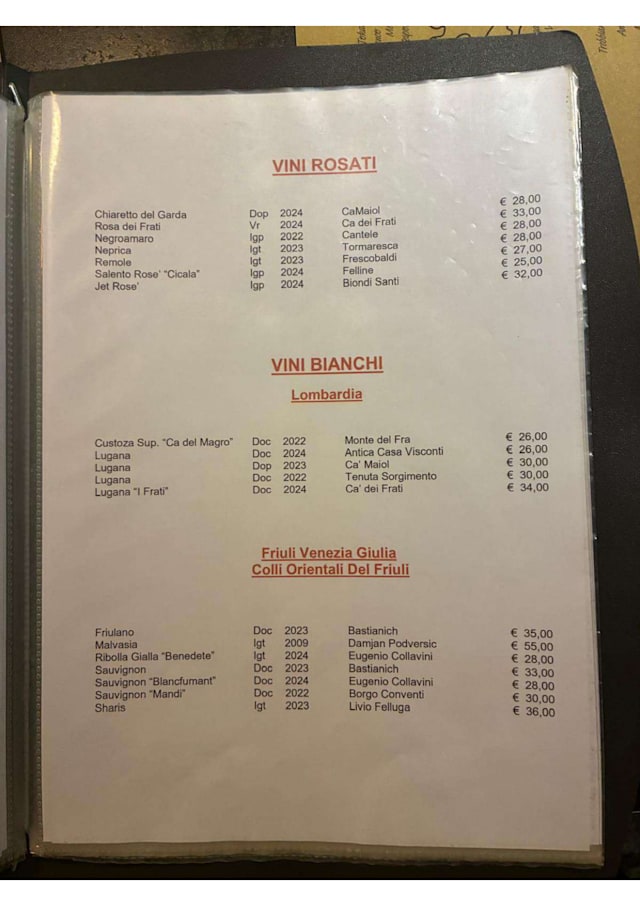 VINI ROSATI
Chiaretto del Garda Dop 2024 CaMaiol € 28,00
Rosa dei Frati Vr 2024 Ca dei Frati € 33,00
Negroamaro Igp 2022 Cantele € 28,00
Neprica Igt 2023 Tormaresca € 28,00
Remole Igt 2023 Frescobaldi € 27,00
Salento Rose' "Cicala" Igp 2024 Felline € 25,00
Jet Rose' Igp 2024 Biondi Santi € 32,00
VINI BIANCHI
Lombardia
Custoza Sup. "Ca del Magro" Doc 2022 Monte del Fra € 26,00
Lugana Doc 2024 Antica Casa Visconti € 26,00
Lugana Dop 2023 Ca' Maiol € 30,00
Lugana Doc 2022 Tenuta Sorgimento € 30,00
Lugana "I Frati" Doc 2024 Ca' dei Frati € 34,00
Friuli Venezia Giulia
Colli Orientali Del Friuli
Friulano Doc 2023 Bastianich € 35,00
Malvasia Igt 2009 Damjan Podversic € 55,00
Ribolla Gialla "Benedete" Igt 2024 Eugenio Collavini € 28,00
Sauvignon Doc 2023 Bastianich € 33,00
Sauvignon "Blancfumant" Doc 2024 Eugenio Collavini € 28,00
Sauvignon "Mandi" Doc 2022 Borgo Conventi € 30,00
Sharis Igt 2023 Livio Felluga € 36,00